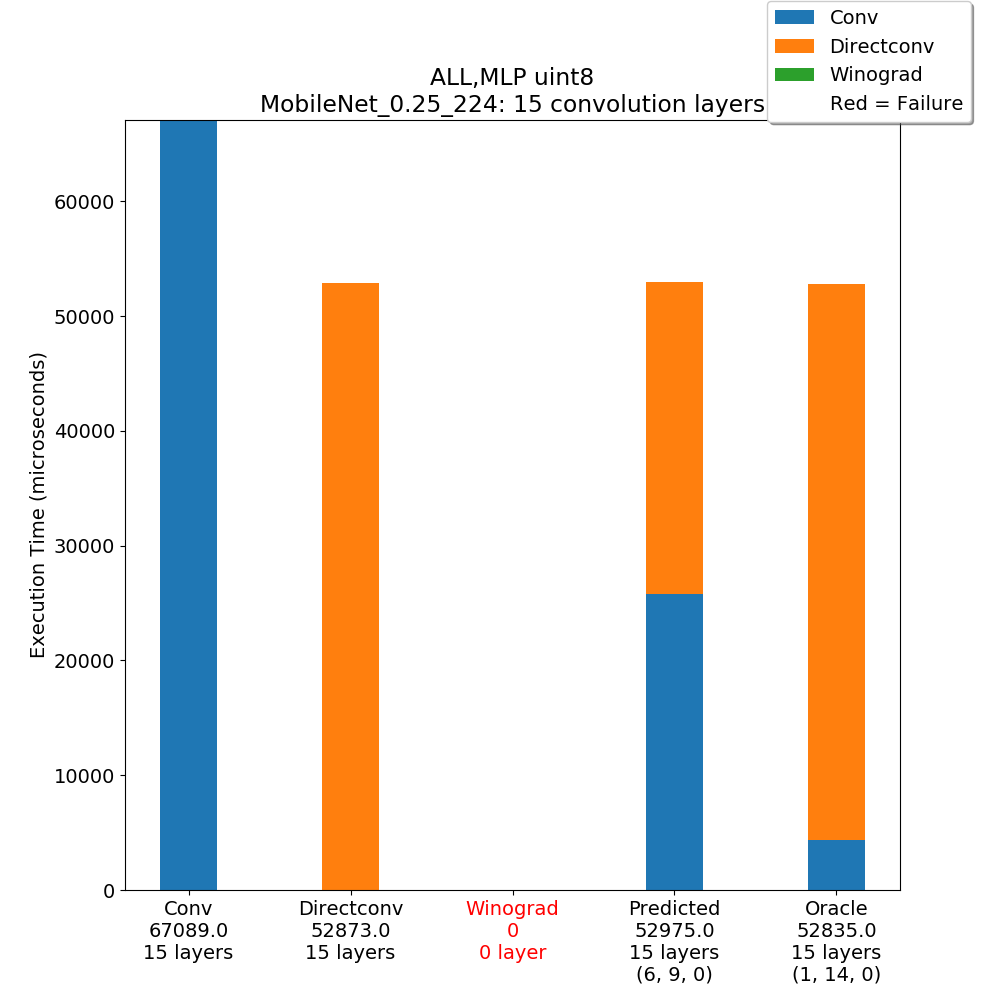 Conv
Directconv
Winograd
Red = Failure
ALL,MLP uint8
MobileNet_0.25_224: 15 convolution layers
Execution Time (microseconds)
60000
50000
40000
30000
20000
10000
0
Conv
67089.0
15 layers
Directconv
52873.0
15 layers
Winograd
0
0 layer
Predicted
52975.0
15 layers
(6, 9, 0)
Oracle
52835.0
15 layers
(1, 14, 0)